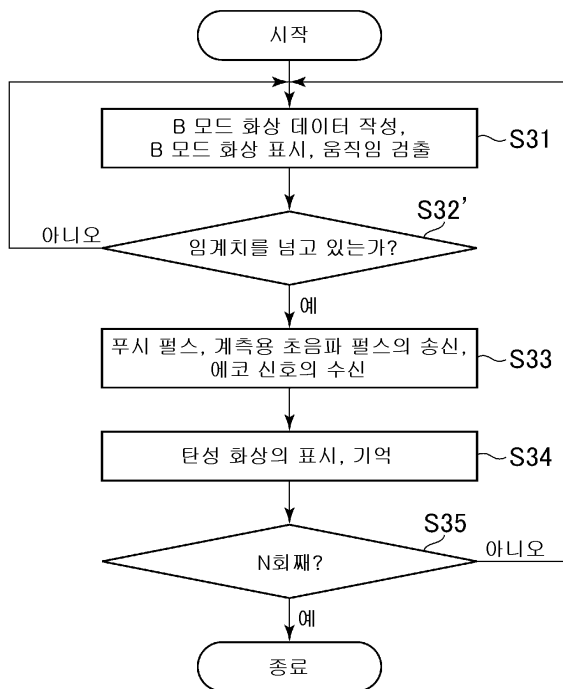 시작
B 모드 화상 데이터 작성,
B 모드 화상 표시, 움직임 검출
S31
S32’
아니오
임계치를 넘고 있는가?
예
푸시 펄스, 계측용 초음파 펄스의 송신,
에코 신호의 수신
S33
탄성 화상의 표시, 기억
S34
S35
N회째?
아니오
예
종료